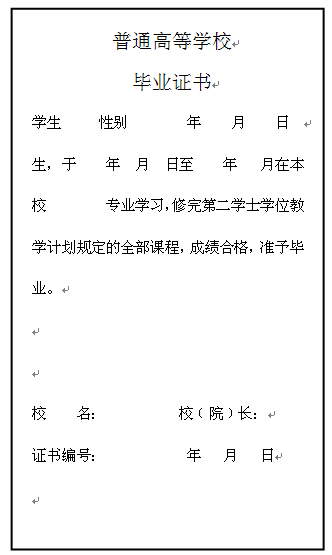 普通高等学校
毕业证书
学生 性别 年 月 日
生，于 年 月 日至 年 月在本
校 专业学习，修完第二学士学位教
学计划规定的全部课程，成绩合格，准予毕
业。
校 名： 校（院）长：
证书编号： 年 月 日